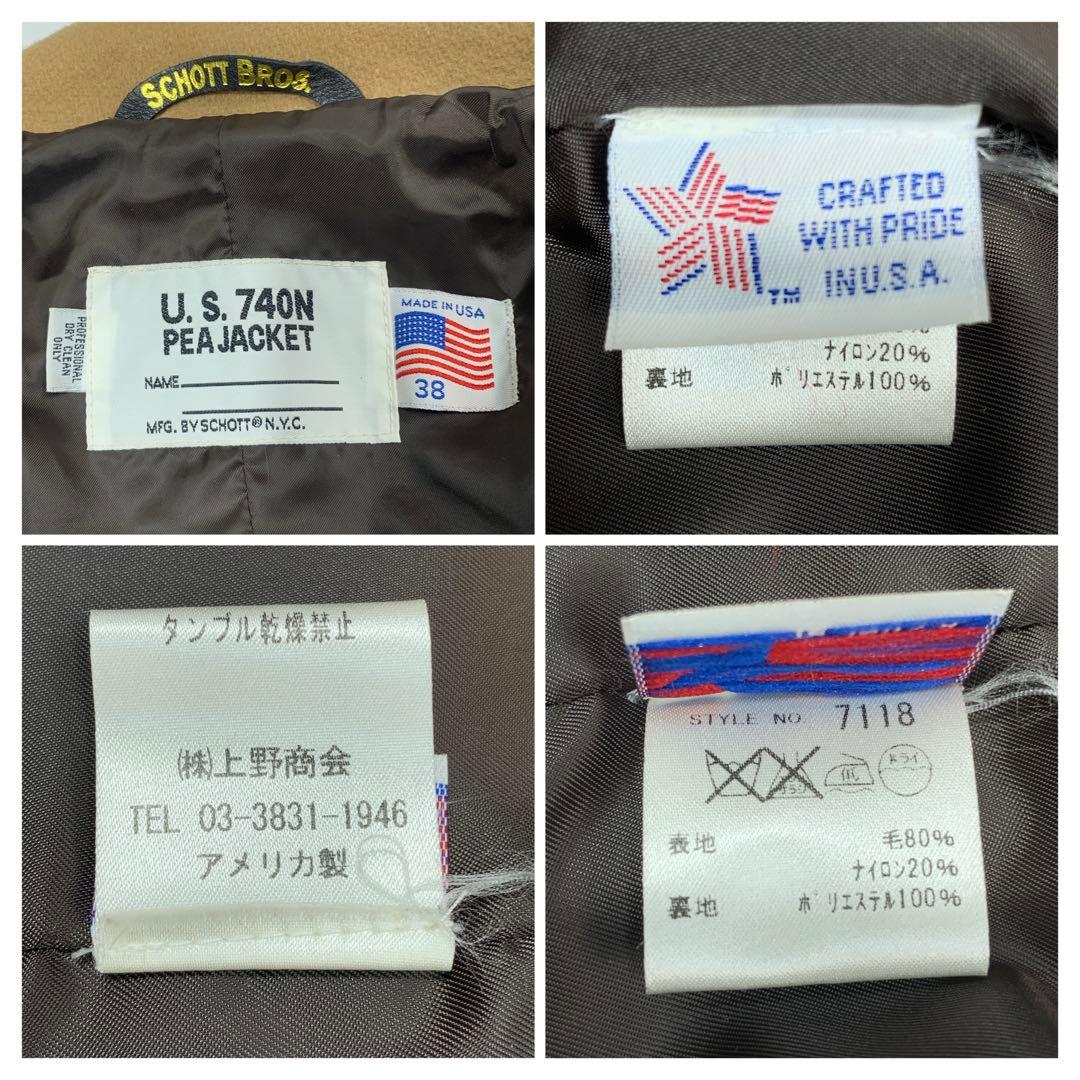 SCHOTT BROS.
PROFESSIONAL
DRY CLEAN
ONLY
U. S. 740N
PEA JACKET
NAME
MFG. BY SCHOTT® N.Y.C.
MADE IN USA
38
CRAFTED
WITH PRIDE
IN U.S.A.
TM
ナイロン20%
裏地 ポリエステル100%
タンブル乾燥禁止
(株)上野商会
TEL 03-3831-1946
アメリカ製
STYLE NO. 7118
ドライ
表地 毛80%
ナイロン20%
裏地 ポリエステル100%